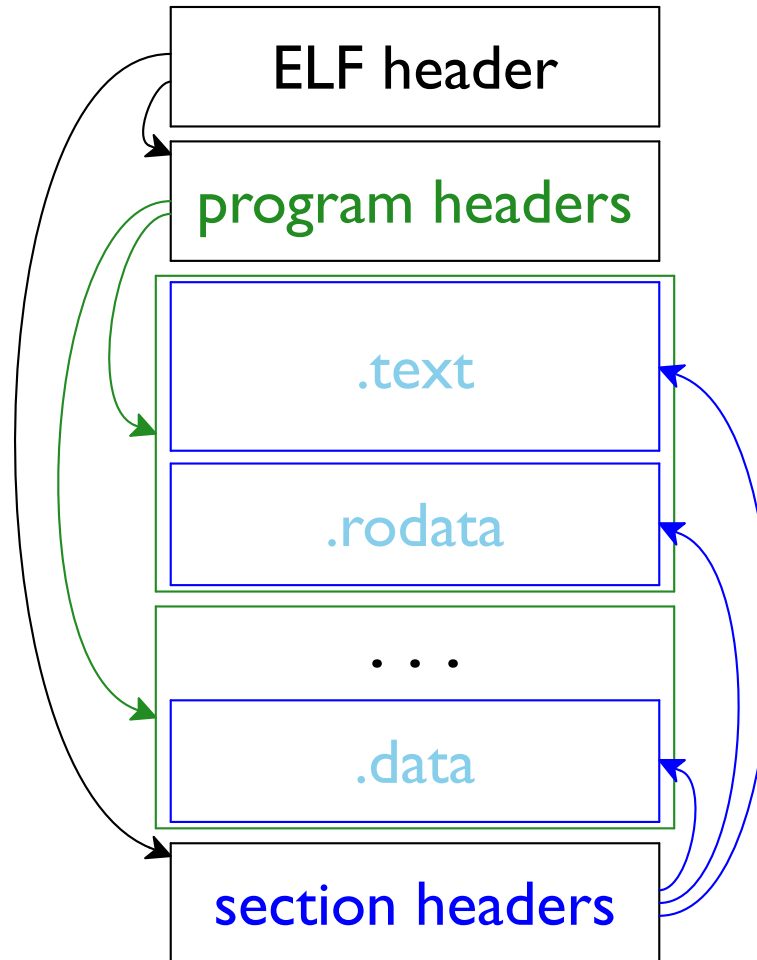 ELF header
program headers
.text
.rodata
. . .
.data
section headers